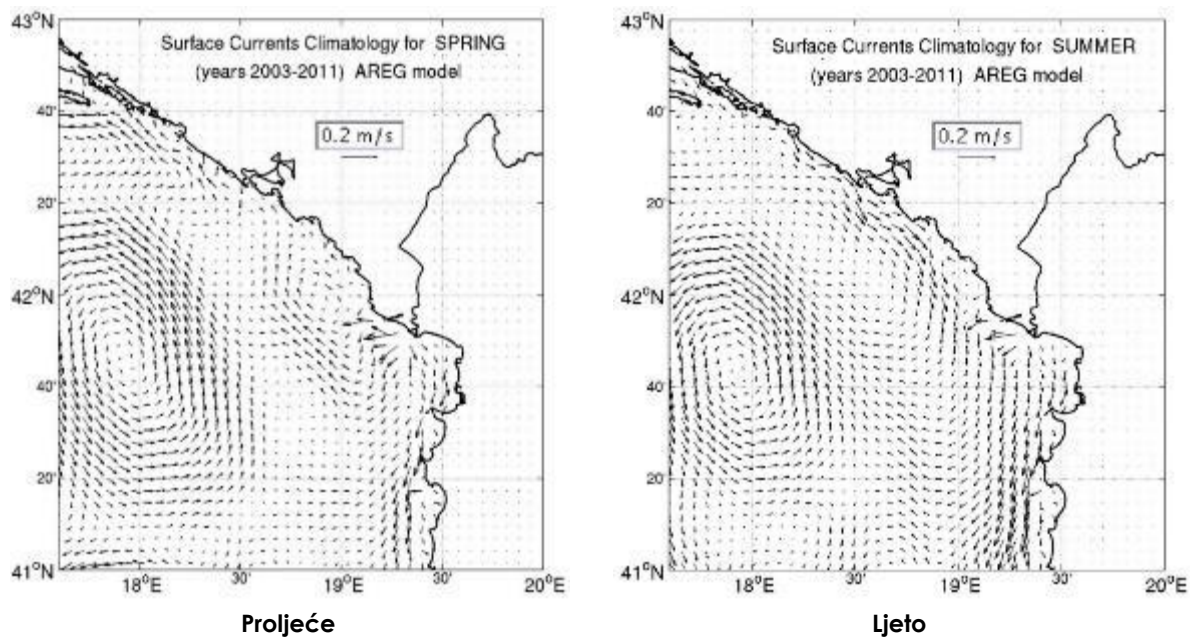 Surface Currents Climatology for SPRING
(years 2003-2011) AREG model
0.2 m/s
43°N
40'
20'
42°N
40'
20'
41°N
18°E
30'
19°E
30'
20°E
Proljeće
Surface Currents Climatology for SUMMER
(years 2003-2011) AREG model
0.2 m/s
43°N
40'
20'
42°N
40'
20'
41°N
18°E
30'
19°E
30'
20°E
Ljeto